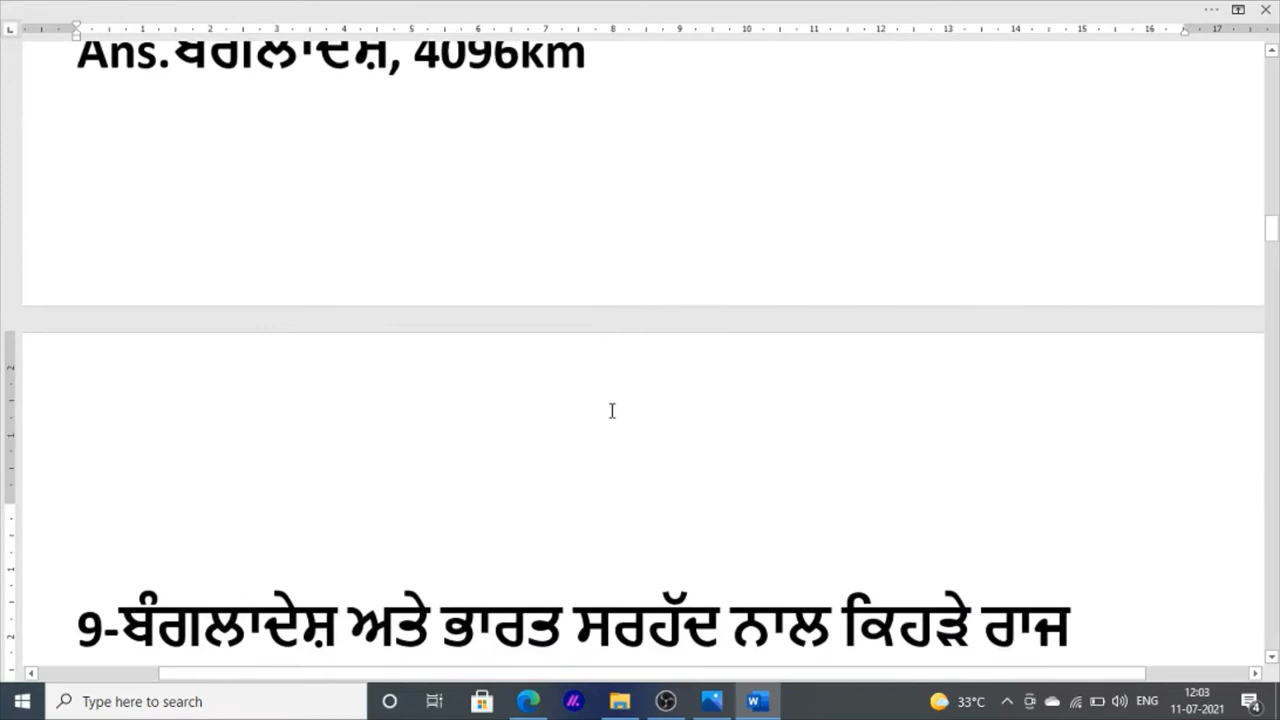 Ans.ਬੰਗਲਾਦੇਸ਼, 4096km
9-ਬੰਗਲਾਦੇਸ਼ ਅਤੇ ਭਾਰਤ ਸਰਹੱਦ ਨਾਲ ਕਿਹੜੇ ਰਾਜ
Type here to search
33°C
ENG
12:03
11-07-2021
4